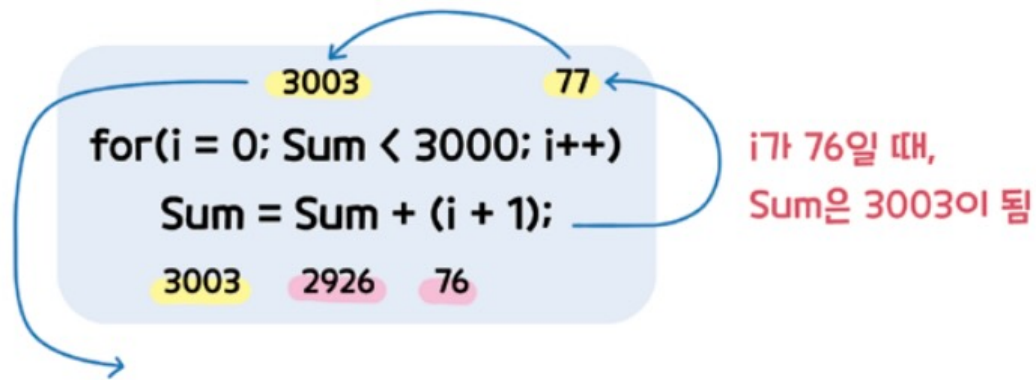 3003 77
for(i = 0; Sum < 3000; i++)
Sum = Sum + (i + 1);
3003 2926 76
i가 76일 때,
Sum은 3003이 됨